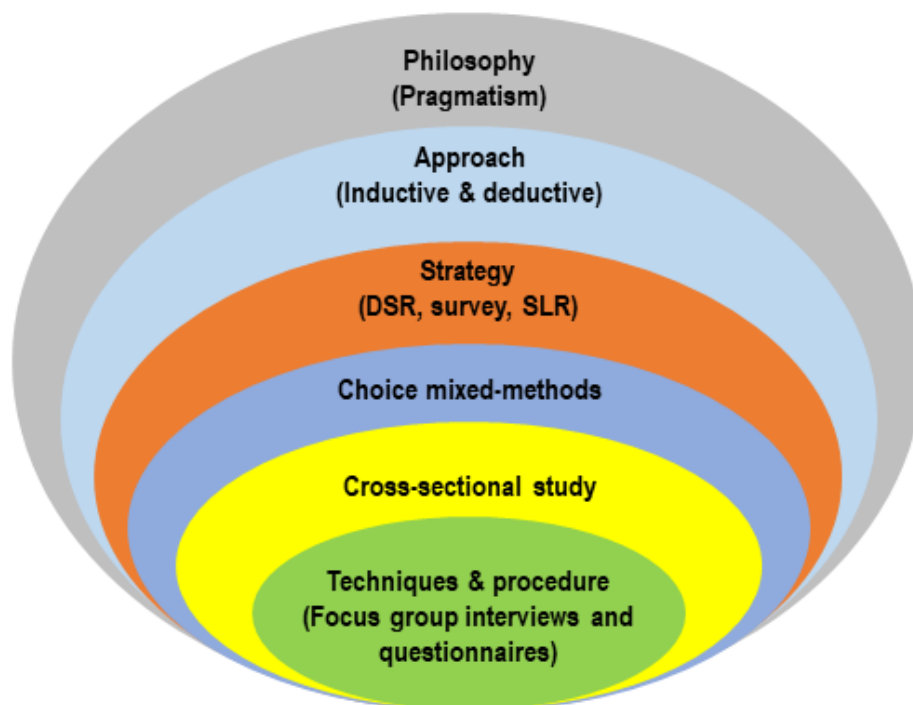 Philosophy
(Pragmatism)
Approach
(Inductive & deductive)
Strategy
(DSR, survey, SLR)
Choice mixed-methods
Cross-sectional study
Techniques & procedure
(Focus group interviews and
questionnaires)